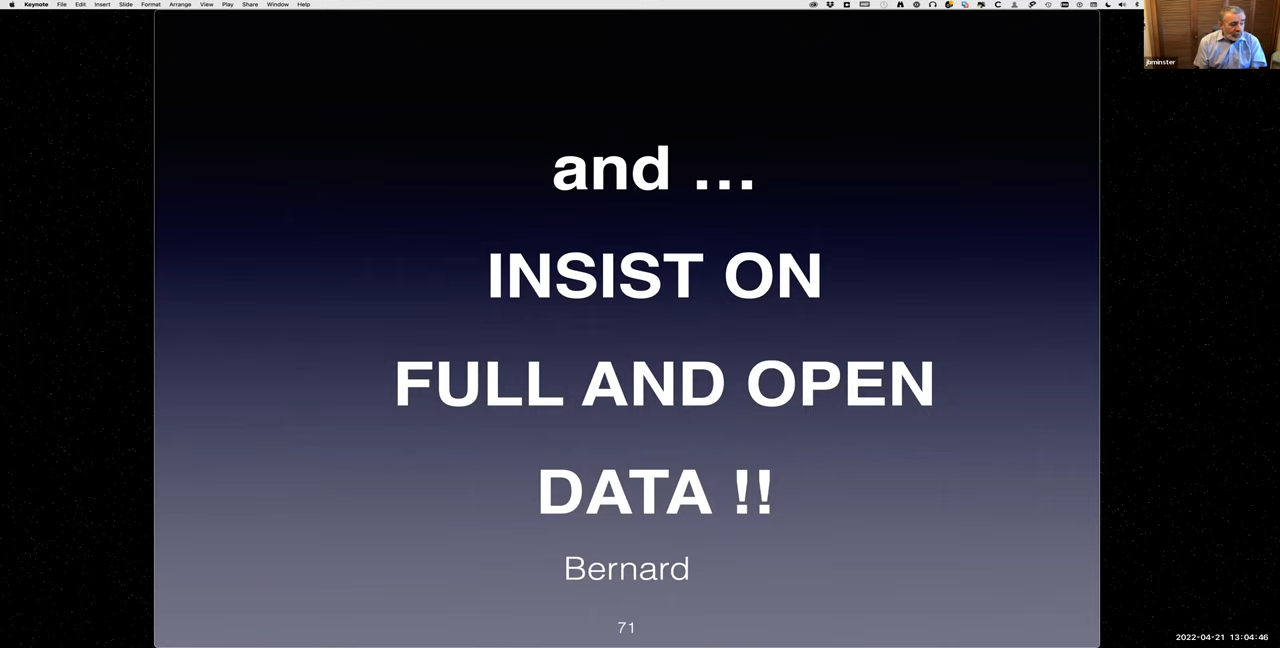 Keynote File Edit Insert Slide Format Arrange View Play Share Window Help
jbminster
and ...
INSIST ON
FULL AND OPEN
DATA !!
Bernard
71
2022-04-21 13:04:46